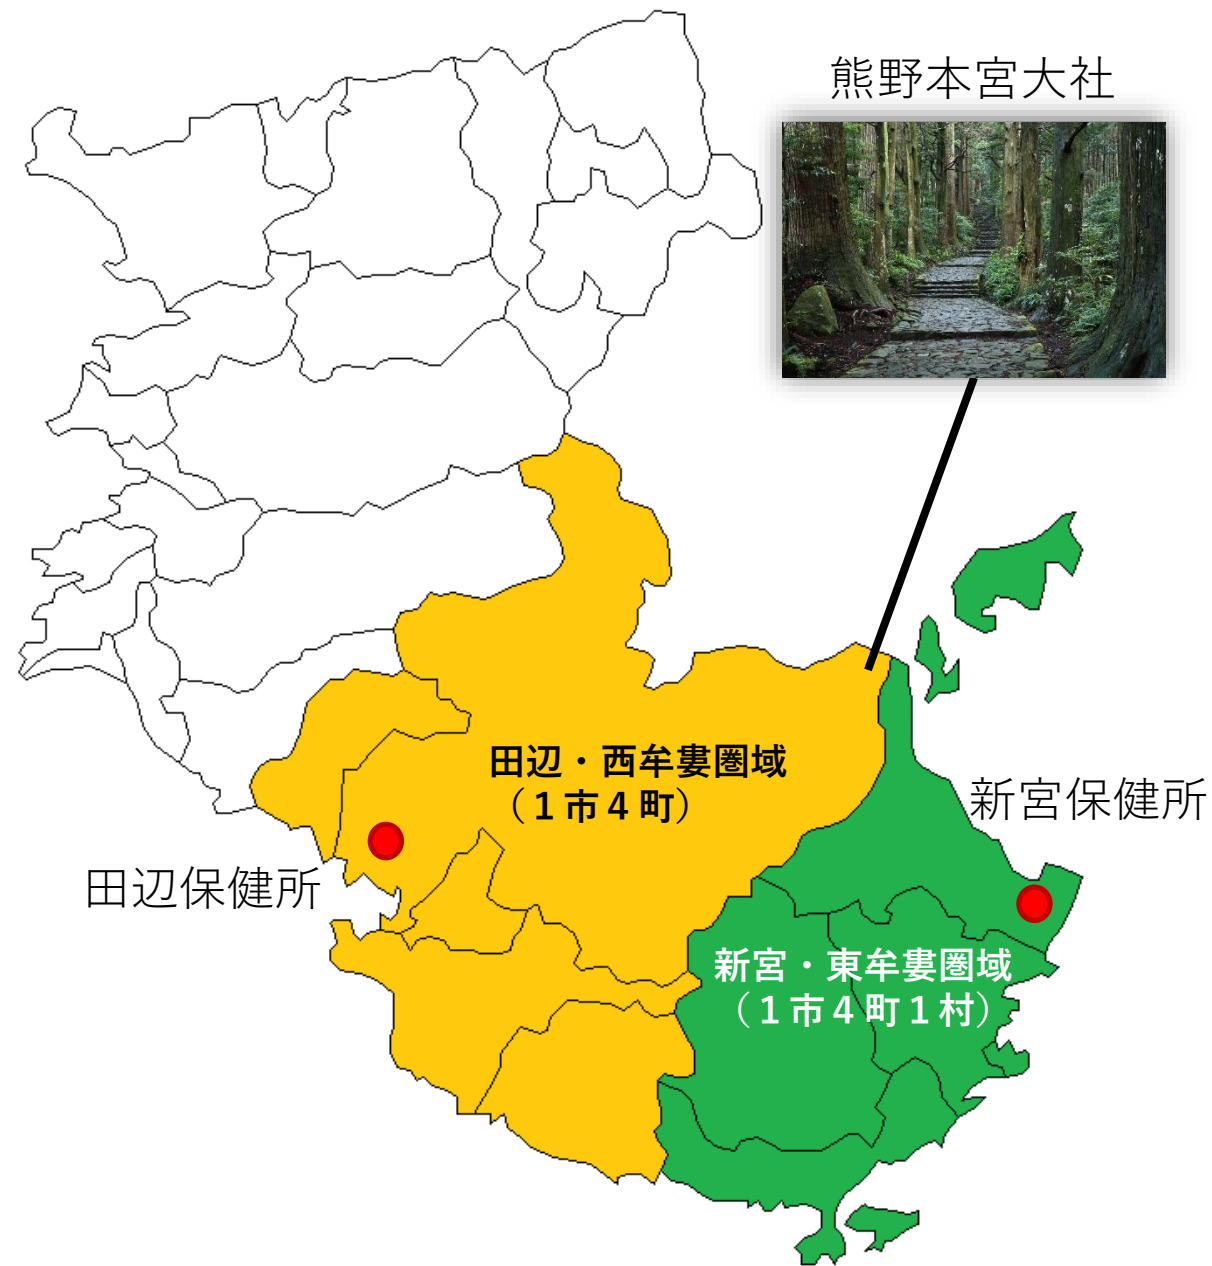 熊野本宮大社
田辺・西牟婁圏域
（１市４町）
新宮保健所
田辺保健所
新宮・東牟婁圏域
（１市４町１村）